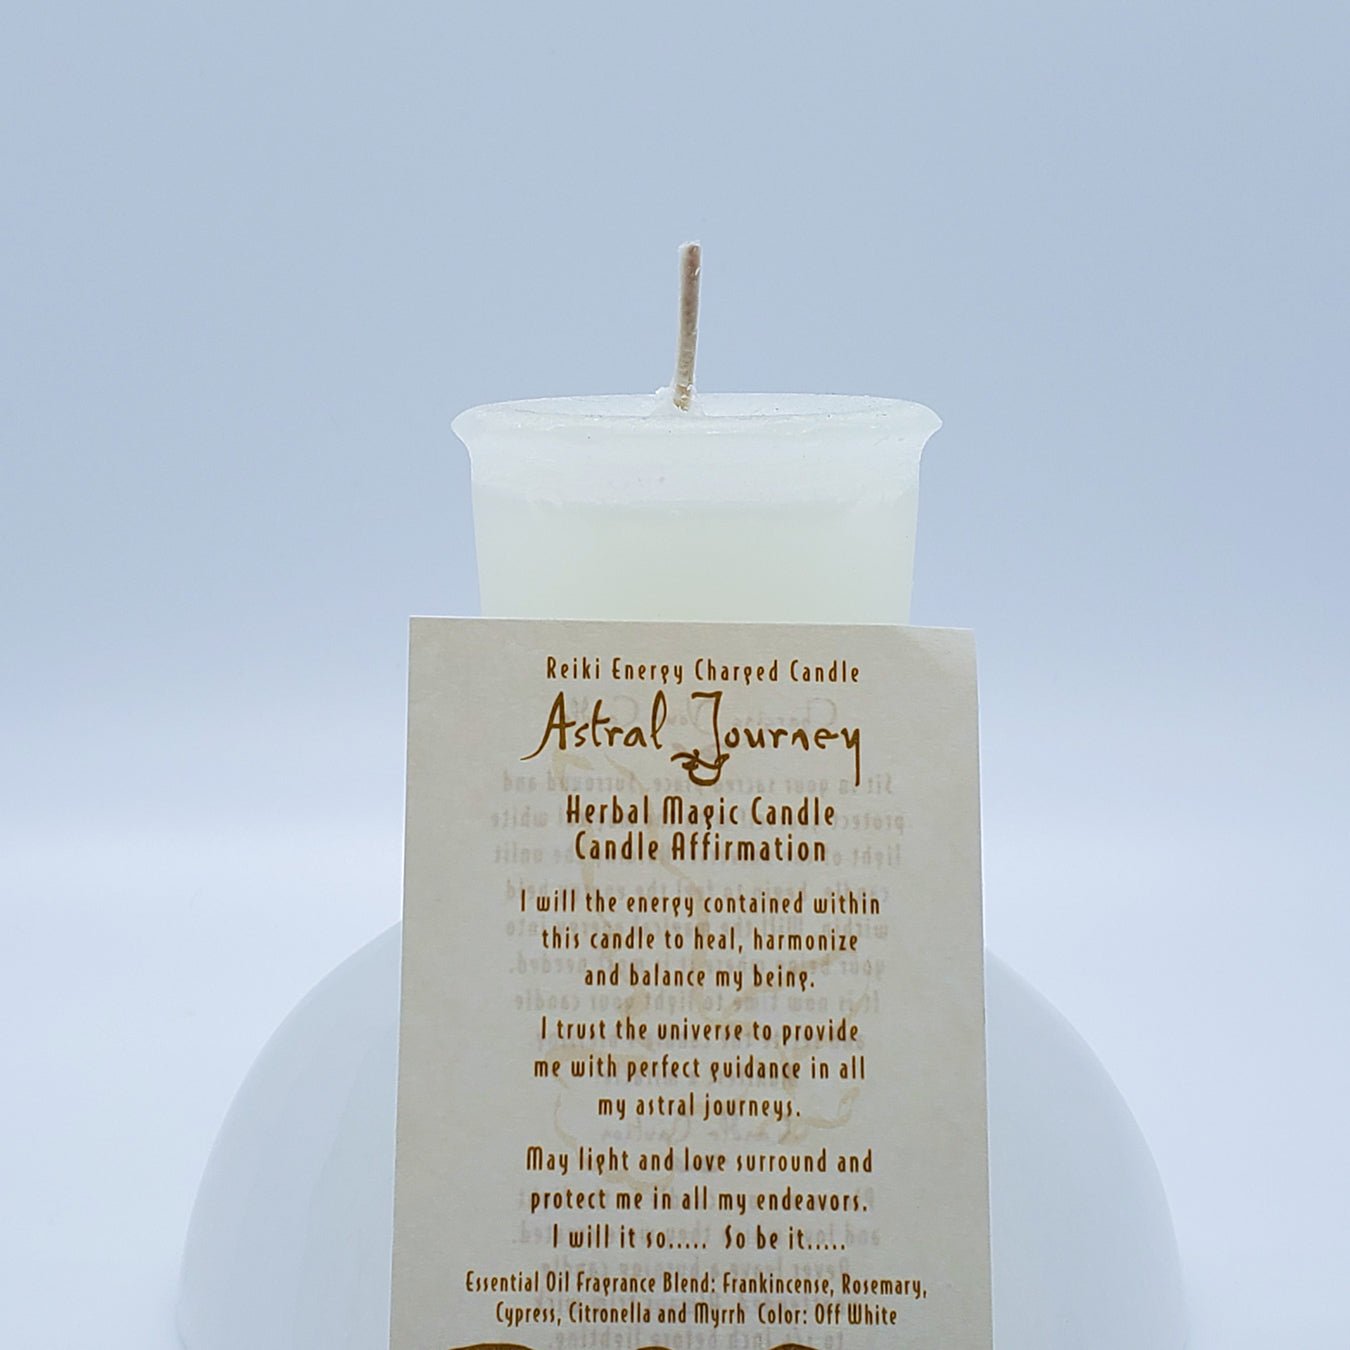 Reiki Energy Charged Candle
Astral Journey
Herbal Magic Candle
Candle Affirmation
I will the energy contained within
this candle to heal, harmonize
and balance my being.
I trust the universe to provide
me with perfect guidance in all
my astral journeys.
May light and love surround and
protect me in all my endeavors.
I will it so..... So be it.....
Essential Oil Fragrance Blend: Frankincense, Rosemary,
Cypress, Citronella and Myrrh Color: Off White